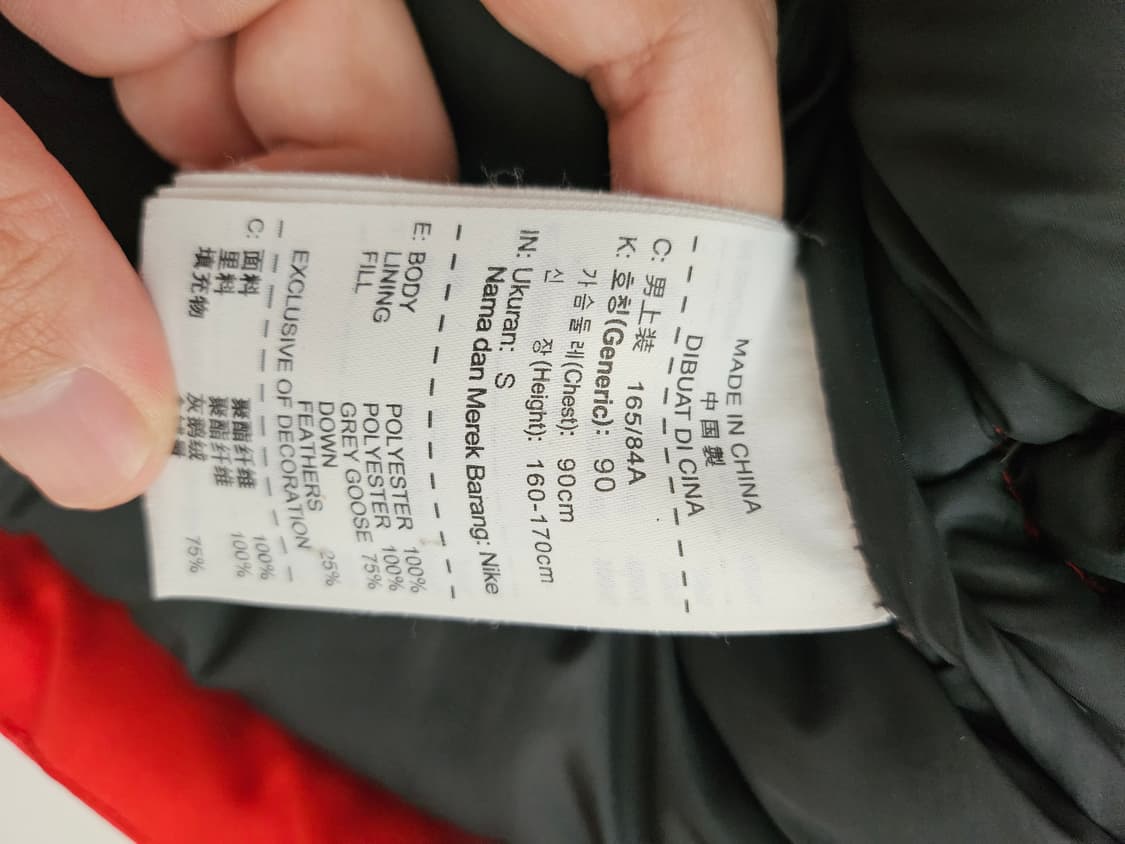 MADE IN CHINA
中国製
DIBUAT DI CINA
C: 男上装 165/84A
K: 호칭(Generic): 90
가슴둘레(Chest): 90cm
신 장(Height): 160-170cm
IN: Ukuran: S
Nama dan Merek Barang: Nike
E: BODY POLYESTER 100%
LINING POLYESTER 100%
FILL GREY GOOSE 75%
DOWN
FEATHERS 25%
EXCLUSIVE OF DECORATION
C: 面料 聚酯纤维 100%
里料 聚酯纤维 100%
填充物 灰鹅绒 75%